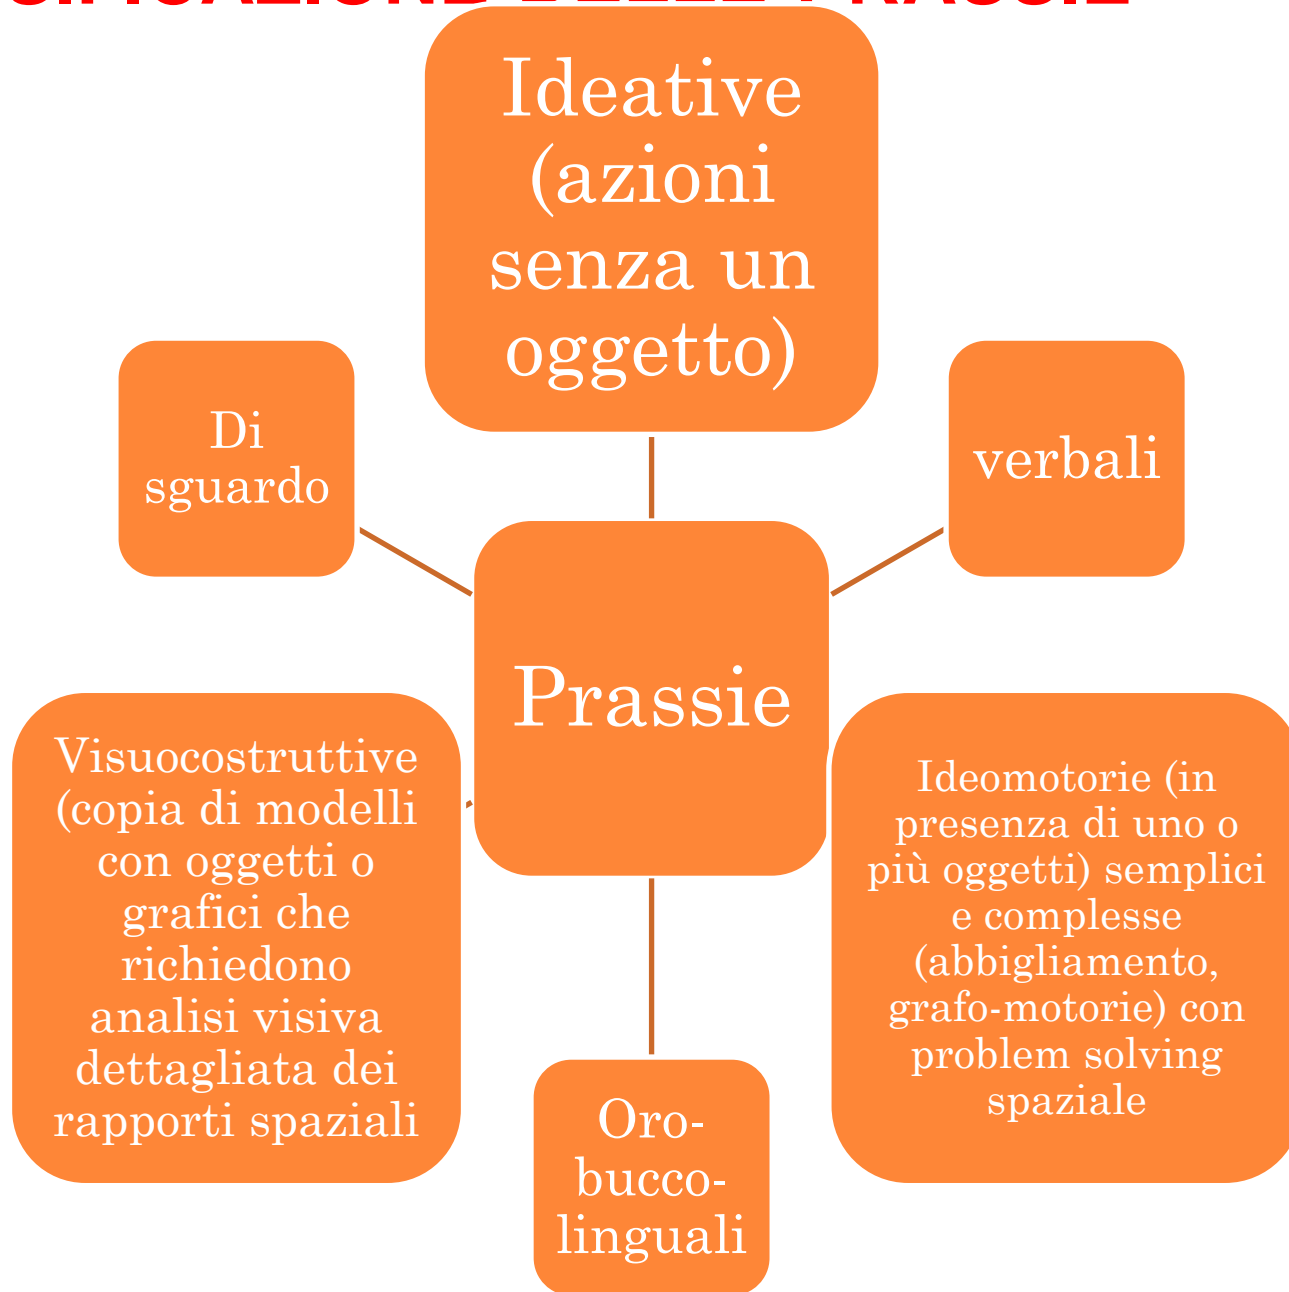 DELLE PRASSIE
Ideative
(azioni
senza un
oggetto)
Di
sguardo
verbali
Prassie
Visuocostruttive
(copia di modelli
con oggetti o
grafici che
richiedono
analisi visiva
dettagliata dei
rapporti spaziali
Ideomotorie (in
presenza di uno o
più oggetti) semplici
e complesse
(abbigliamento,
grafo-motorie) con
problem solving
spaziale
Oro-
bucco-
linguali